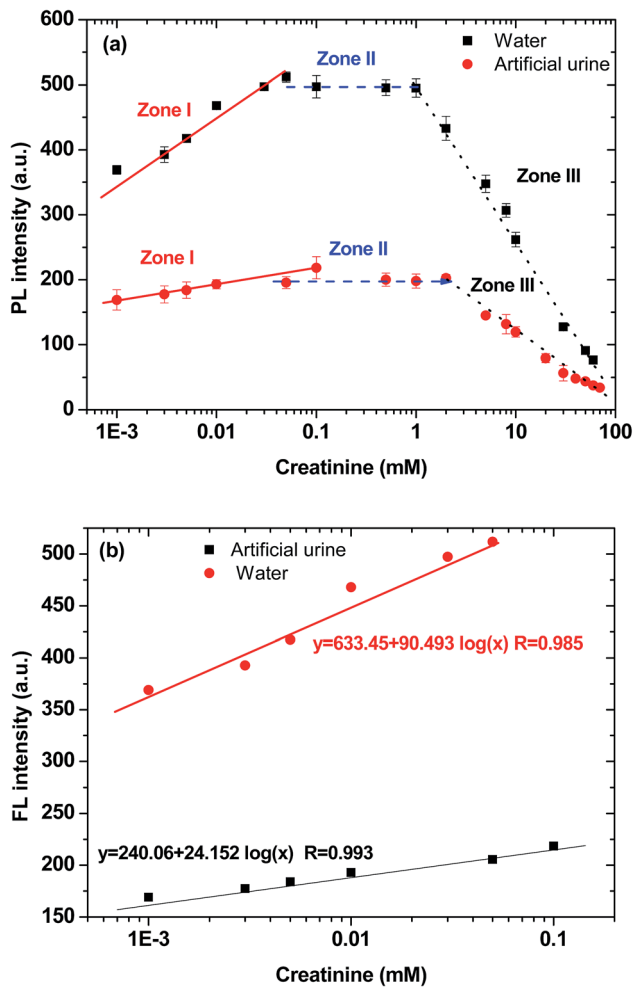 (a)
Water
Artificial urine
Zone I
Zone II
Zone III
Zone I
Zone II
Zone III
600
500
400
300
200
100
0
PL intensity (a.u.)
1E-3 0.01 0.1 1 10 100
Creatinine (mM)
(b)
Artificial urine
Water
y=633.45+90.493 log(x) R=0.985
y=240.06+24.152 log(x) R=0.993
500
450
400
350
300
250
200
150
FL intensity (a.u.)
1E-3 0.01 0.1
Creatinine (mM)